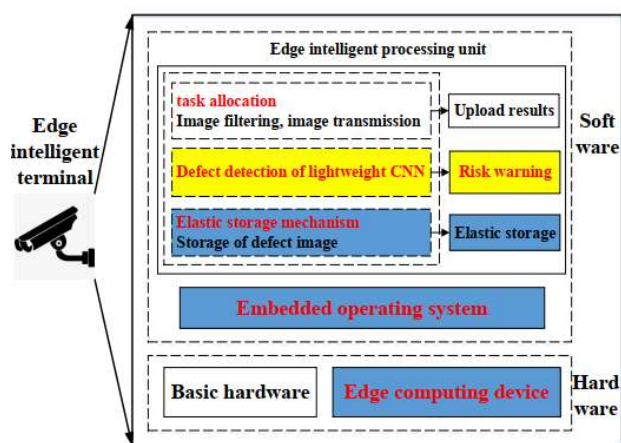 Edge intelligent processing unit
task allocation
Image filtering, image transmission
Upload results
Defect detection of lightweight CNN
Risk warning
Elastic storage mechanism
Storage of defect image
Elastic storage
Embedded operating system
Soft
ware
Edge
intelligent
terminal
Basic hardware
Edge computing device
Hard
ware